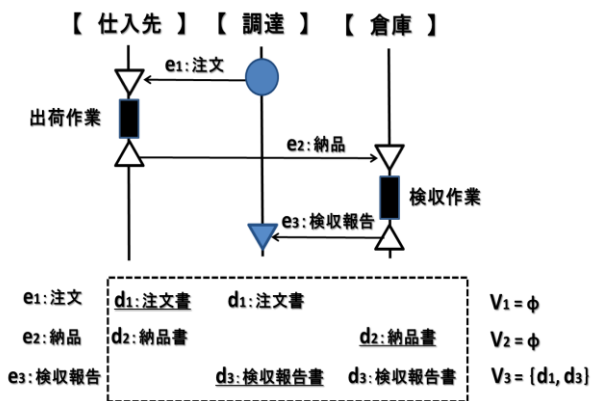 【 仕入先 】 【 調達 】 【 倉庫 】
e1:注文
出荷作業
e2:納品
検収作業
e3:検収報告
e1:注文 d1:注文書 d1:注文書 V1 = ϕ
e2:納品 d2:納品書 d2:納品書 V2 = ϕ
e3:検収報告 d3:検収報告書 d3:検収報告書 V3 = {d1, d3}